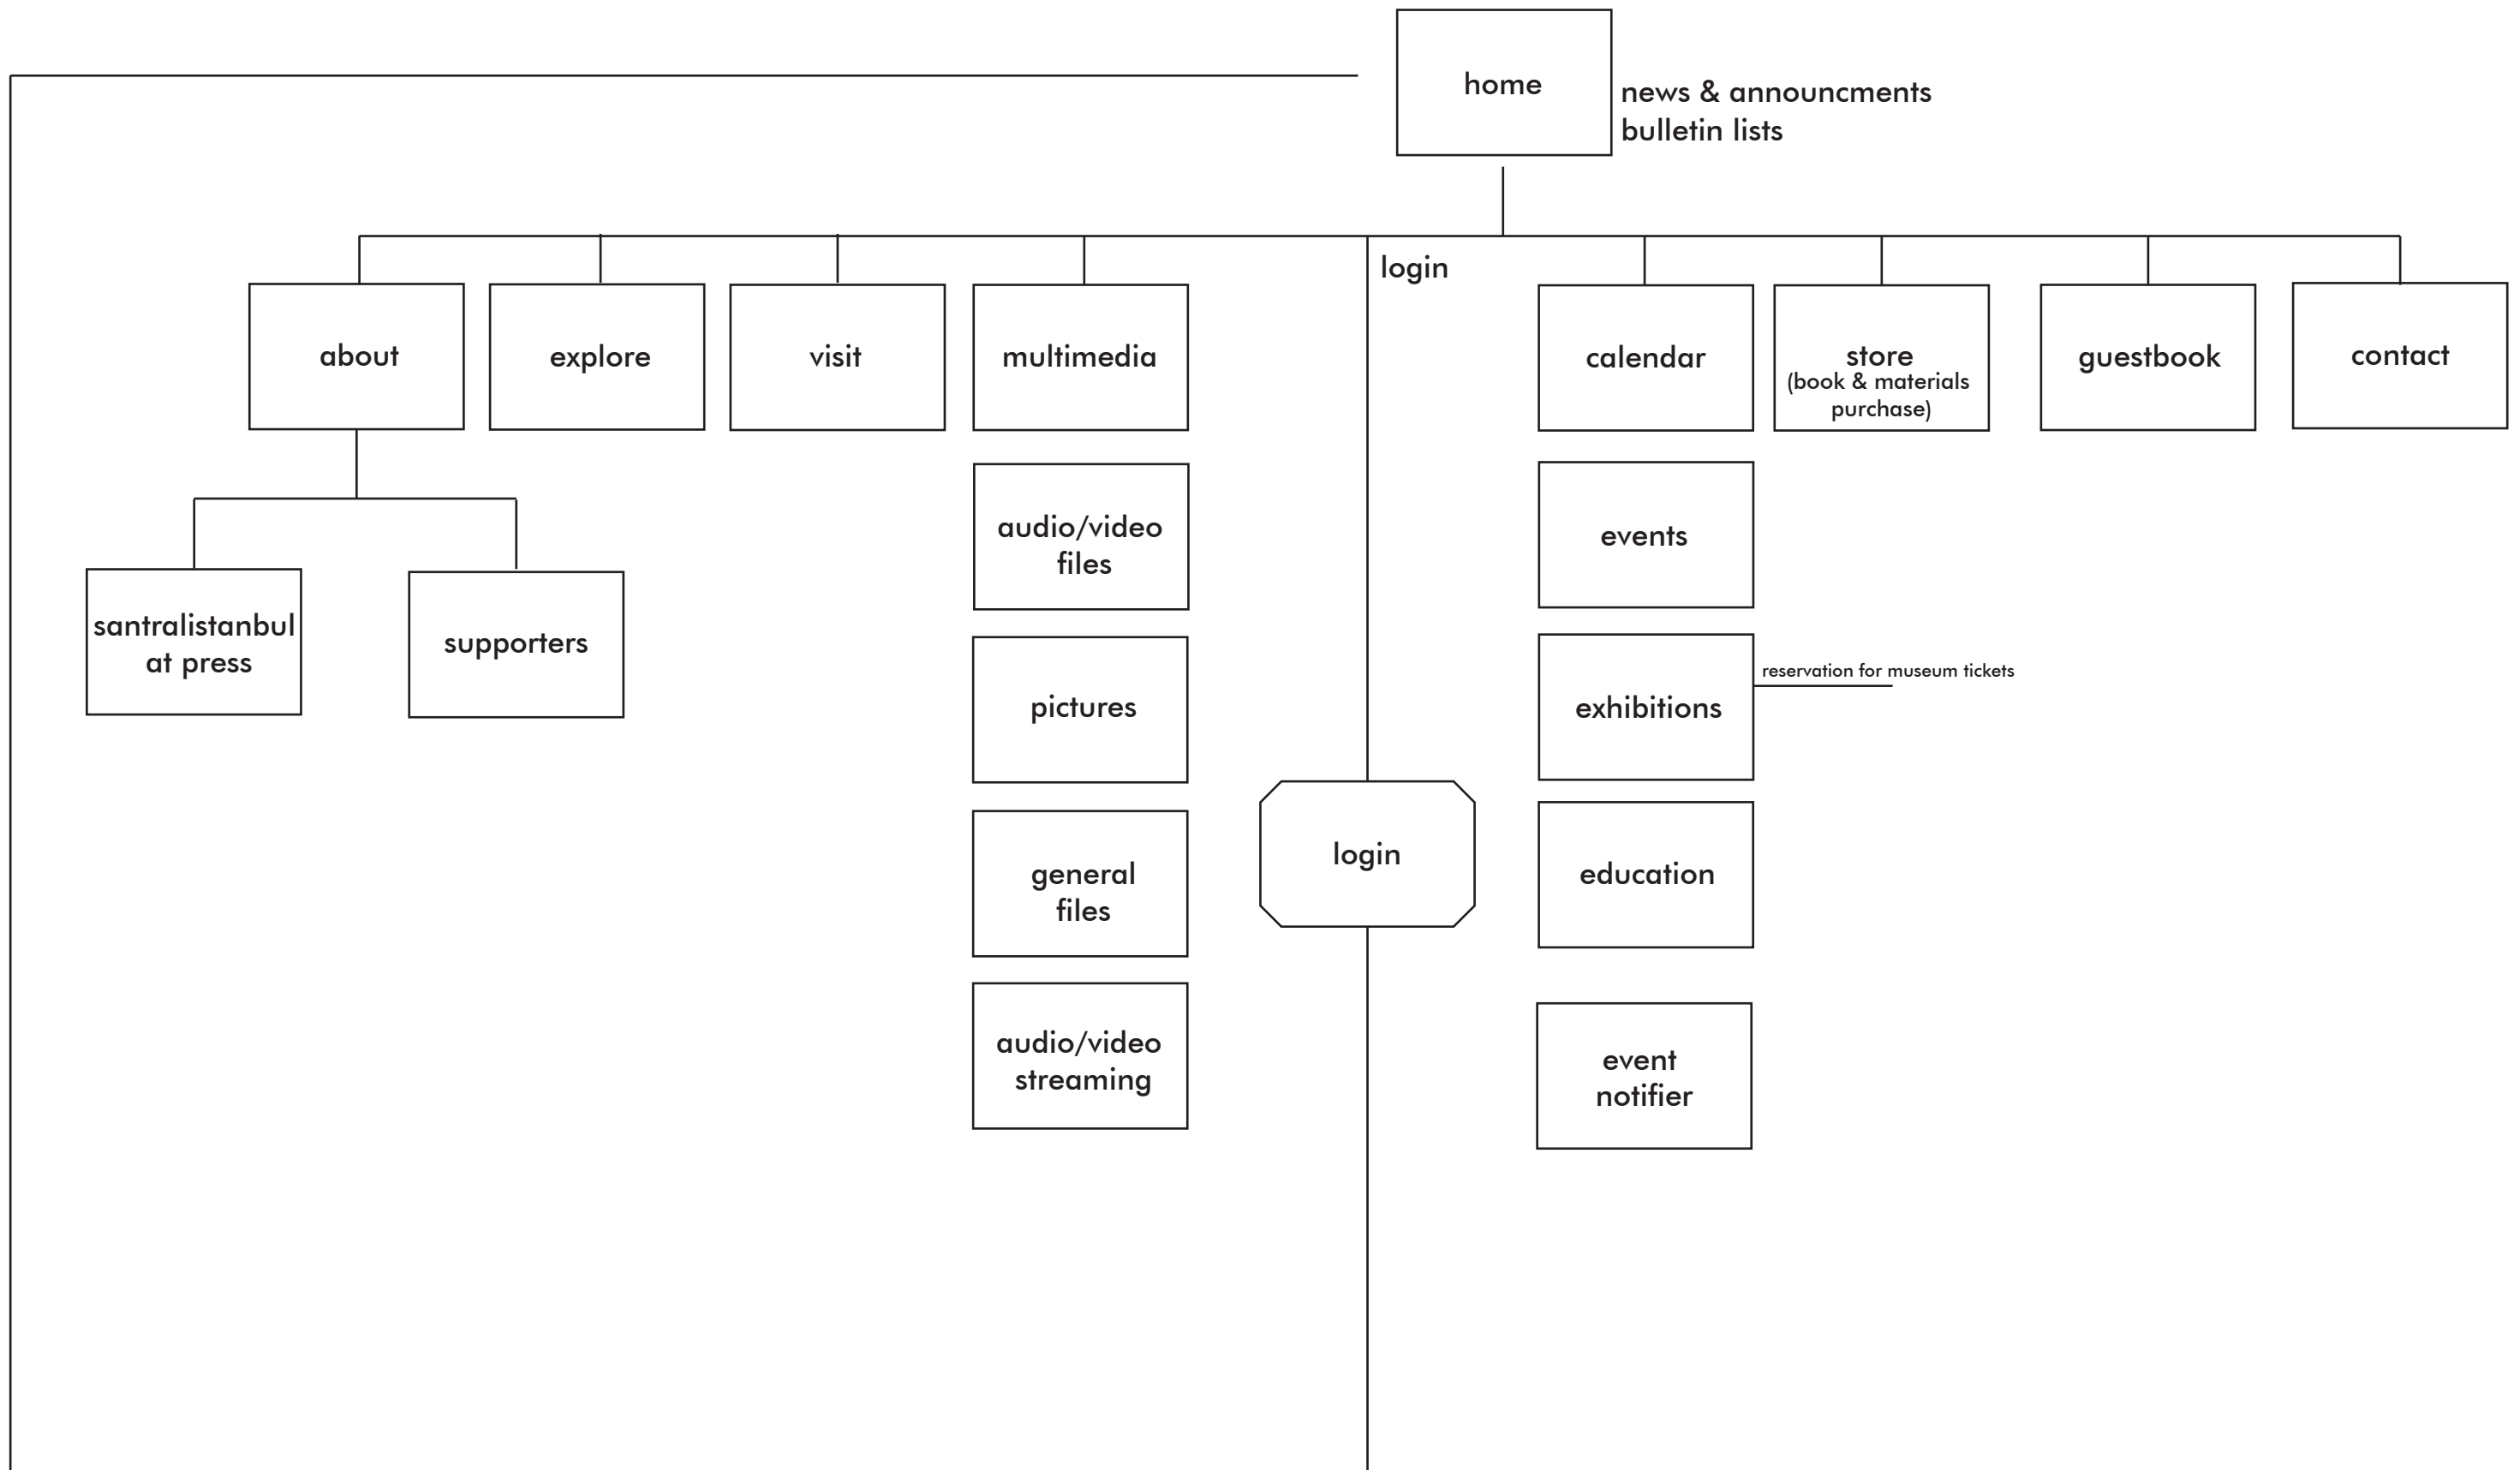 home
news & announcments
bulletin lists
login
about
explore
visit
multimedia
calendar
store
(book & materials
purchase)
guestbook
contact
santralistanbul
at press
supporters
audio/video
files
pictures
general
files
audio/video
streaming
login
events
exhibitions
reservation for museum tickets
education
event
notifier